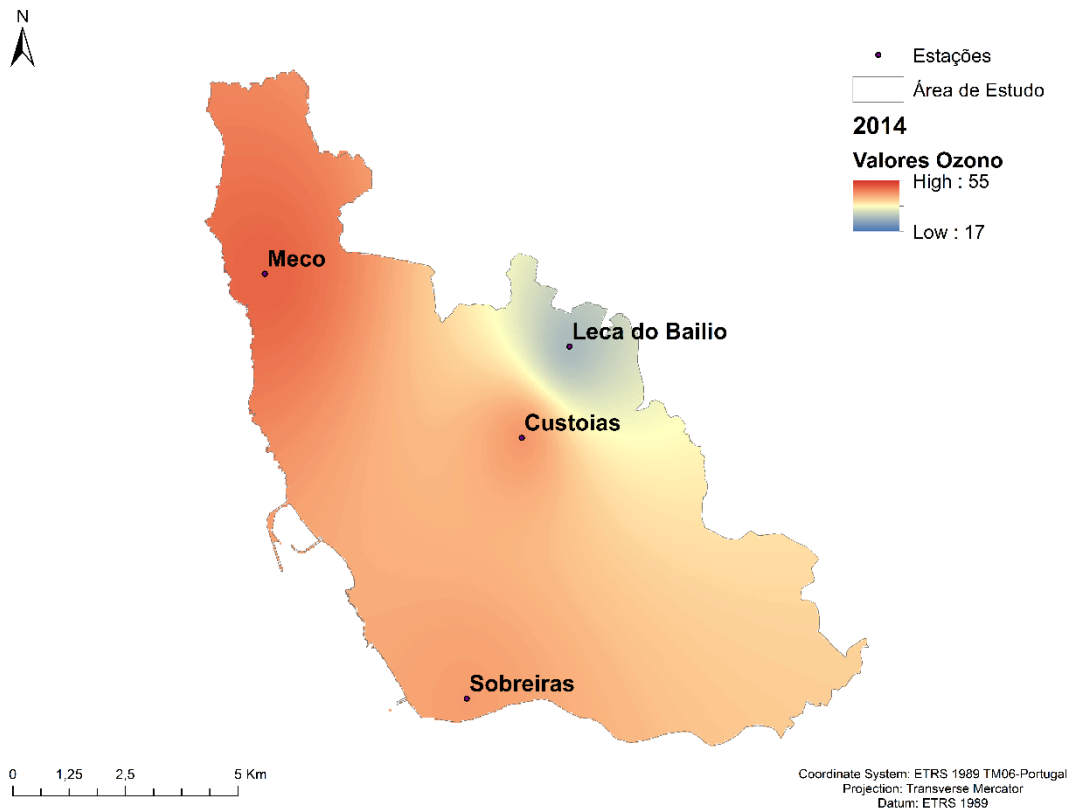 N
Estações
Área de Estudo
2014
Valores Ozono
High : 55
Low : 17
Meco
Leca do Bailio
Custoias
Sobreiras
0 1,25 2,5 5 Km
Coordinate System: ETRS 1989 TM06-Portugal
Projection: Transverse Mercator
Datum: ETRS 1989